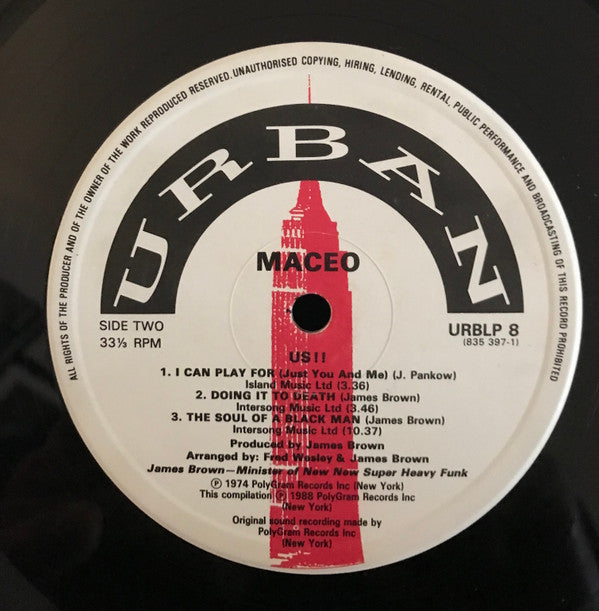 ALL RIGHTS OF THE PRODUCER AND OF THE OWNER OF THE WORK REPRODUCED RESERVED. UNAUTHORISED COPYING, HIRING, LENDING, RENTAL, PUBLIC PERFORMANCE AND BROADCASTING OF THIS RECORD PROHIBITED
URBAN
MACEO
SIDE TWO
33⅓ RPM
URBLP 8
(835 397-1)
US!!
1. I CAN PLAY FOR (Just You And Me) (J. Pankow)
Island Music Ltd (3.36)
2. DOING IT TO DEATH (James Brown)
Intersong Music Ltd (3.46)
3. THE SOUL OF A BLACK MAN (James Brown)
Intersong Music Ltd (10.37)
Produced by James Brown
Arranged by: Fred Wesley & James Brown
James Brown—Minister of New New Super Heavy Funk
Ⓟ 1974 PolyGram Records Inc (New York)
This compilation Ⓟ 1988 PolyGram Records Inc
(New York)
Original sound recording made by
PolyGram Records Inc
(New York)